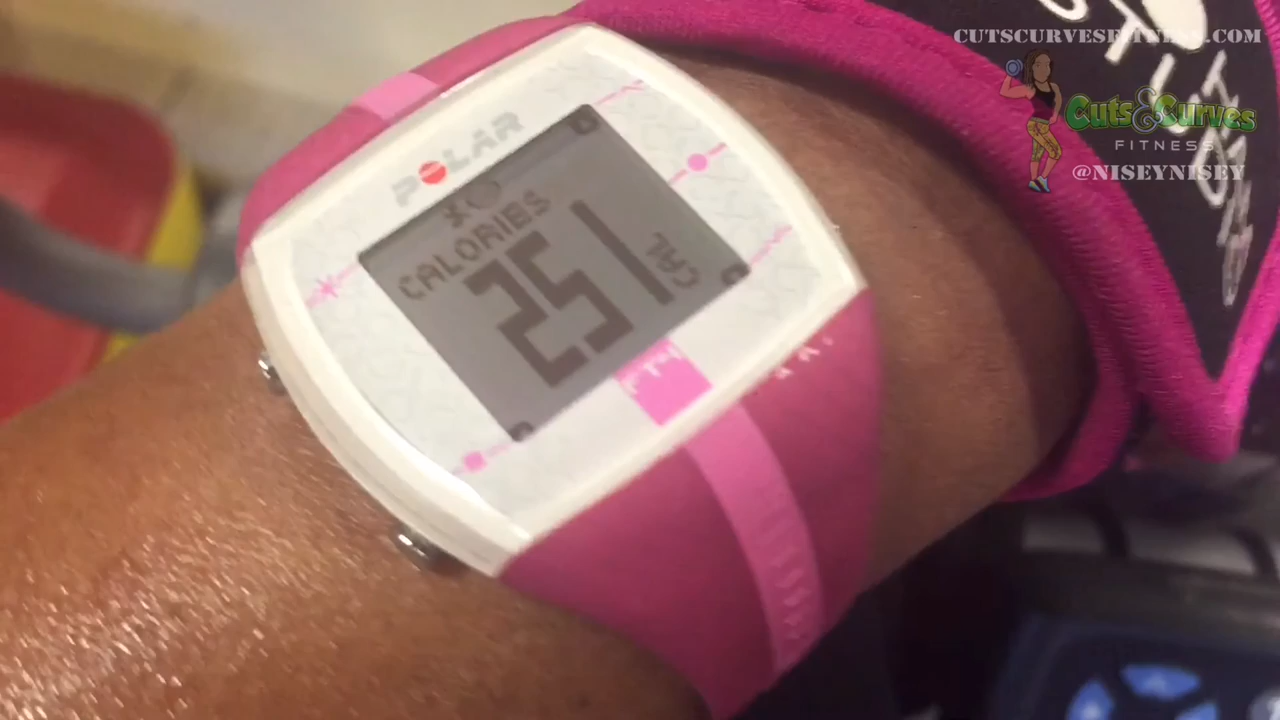 CUTSCURVESFITNESS.COM
Cuts&Curves
FITNESS
@NISEYNISEY
POLAR
CALORIES
251
CAL